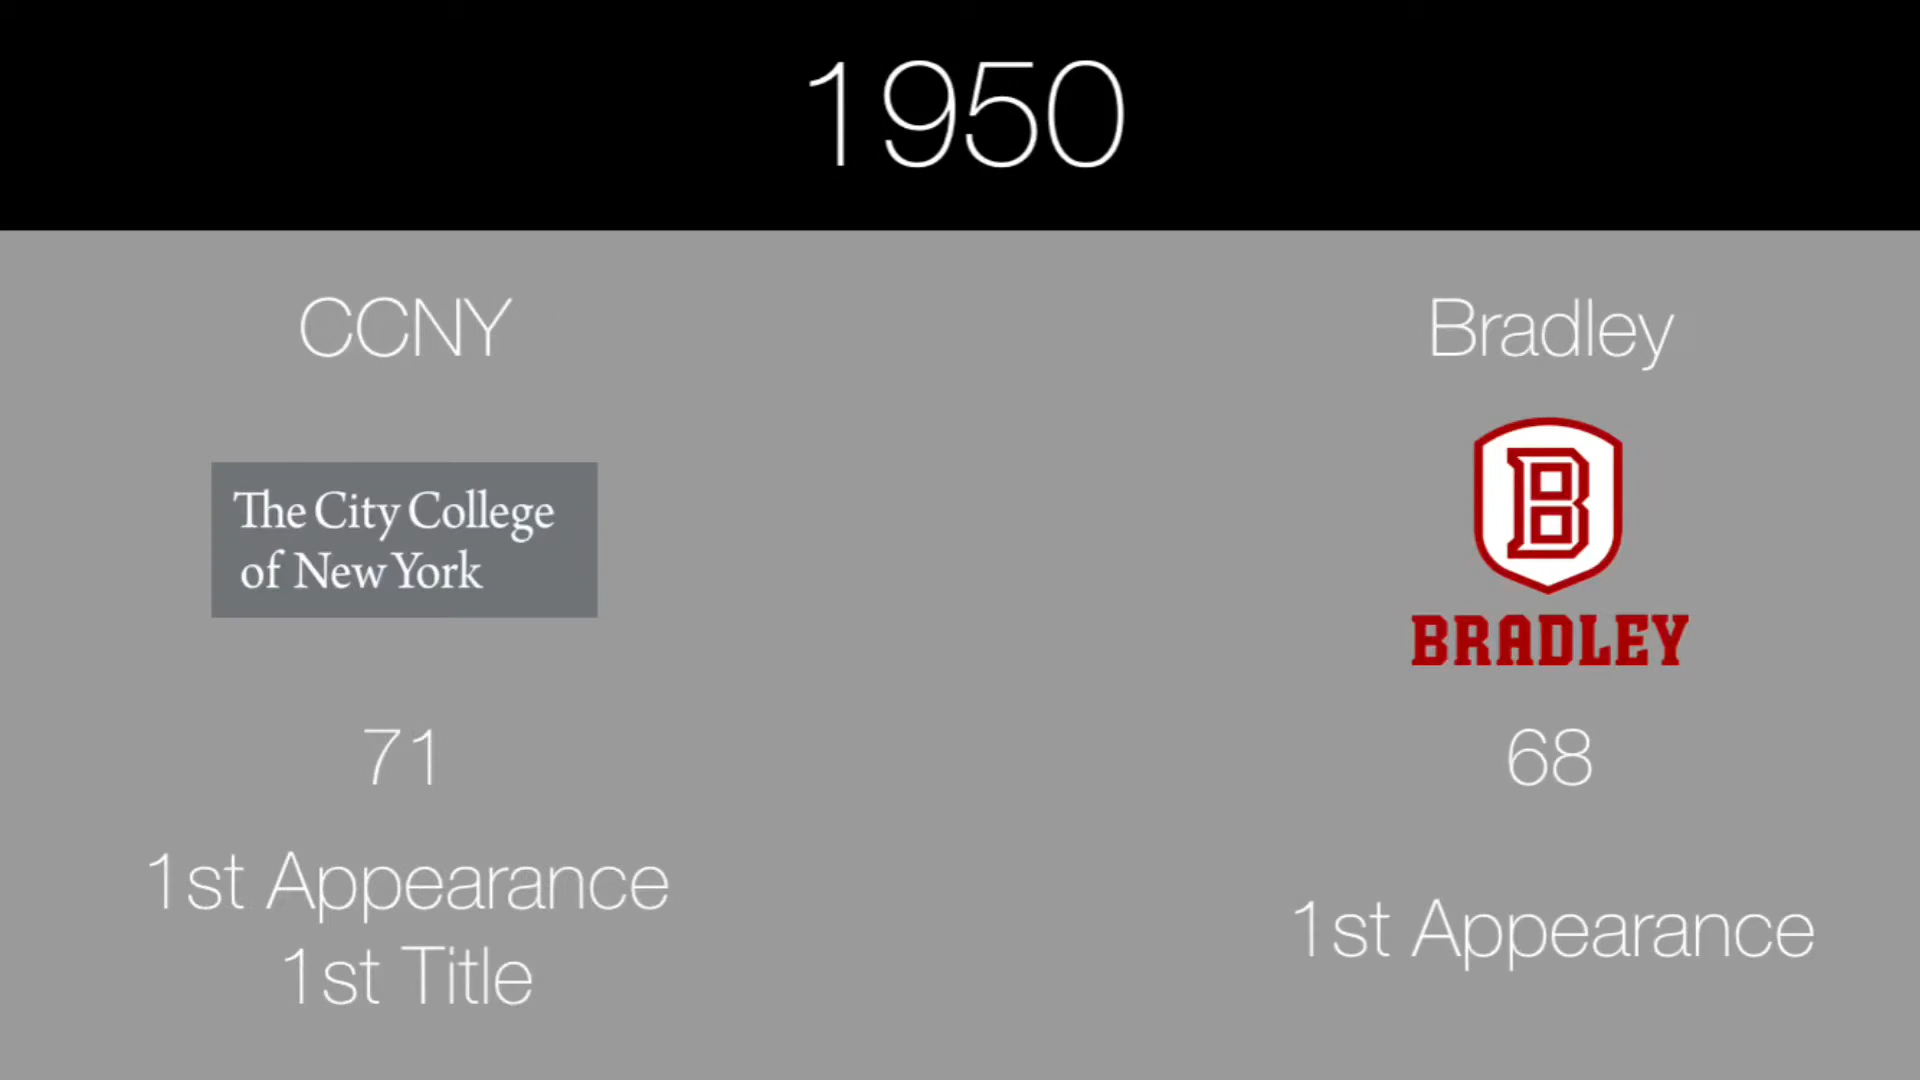 1950
CCNY
The City College
of New York
71
1st Appearance
1st Title
Bradley
B
BRADLEY
68
1st Appearance